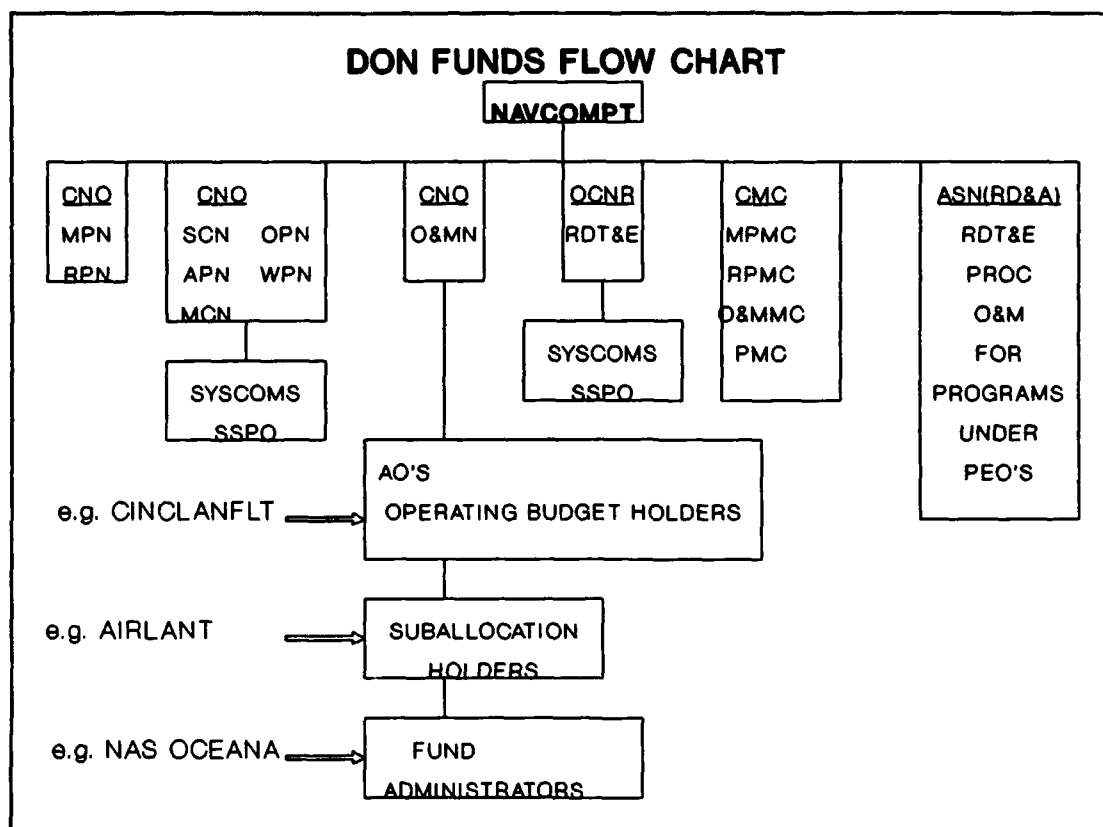 DON FUNDS FLOW CHART
NAVCOMPT
CNO
MPN
RPN
CNO
SCN OPN
APN WPN
MCN
SYSCOMS
SSPO
CNO
O&MN
OCNR
RDT&E
SYSCOMS
SSPO
CMC
MPMC
RPMC
O&MMC
PMC
ASN(RD&A)
RDT&E
PROC
O&M
FOR
PROGRAMS
UNDER
PEO'S
e.g. CINCLANFLT
AO'S
OPERATING BUDGET HOLDERS
e.g. AIRLANT
SUBALLOCATION
HOLDERS
e.g. NAS OCEANA
FUND
ADMINISTRATORS